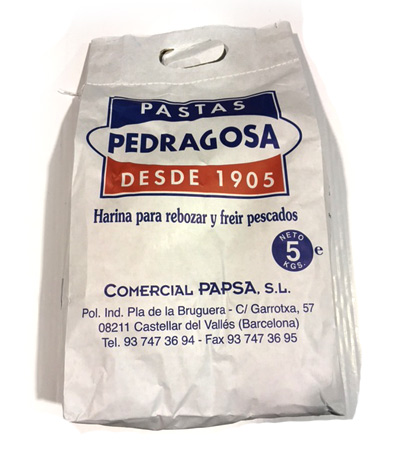 PASTAS
PEDRAGOSA
DESDE 1905
Harina para rebozar y freir pescados
NETO
5
KGS.
e
COMERCIAL PAPSA, S.L.
Pol. Ind. Pla de la Bruguera - C/ Garrotxa, 57
08211 Castellar del Vallés (Barcelona)
Tel. 93 747 36 94 - Fax 93 747 36 95